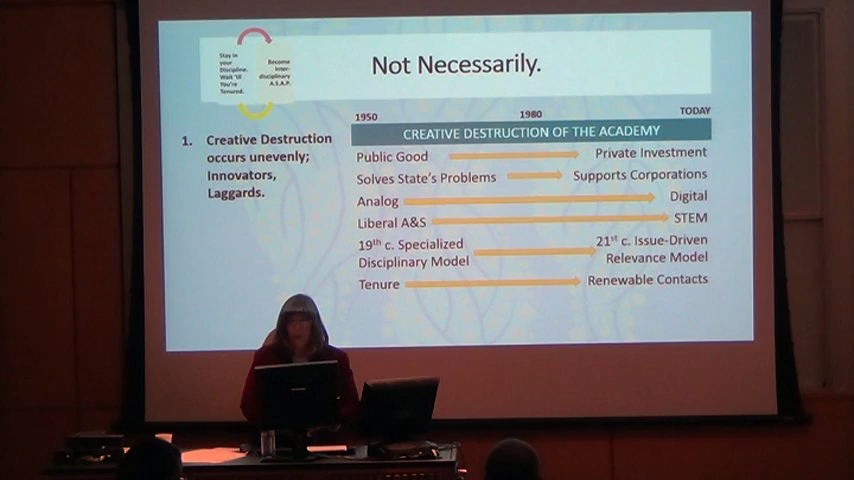 Stay in
your
Discipline.
Wait 'til
You're
Tenured.
Become
Inter-
disciplinary
A.S.A.P.
Not Necessarily.
1. Creative Destruction
occurs unevenly;
Innovators,
Laggards.
1950 1980 TODAY
CREATIVE DESTRUCTION OF THE ACADEMY
Public Good Private Investment
Solves State's Problems Supports Corporations
Analog Digital
Liberal A&S STEM
19th c. Specialized 21st c. Issue-Driven
Disciplinary Model Relevance Model
Tenure Renewable Contacts